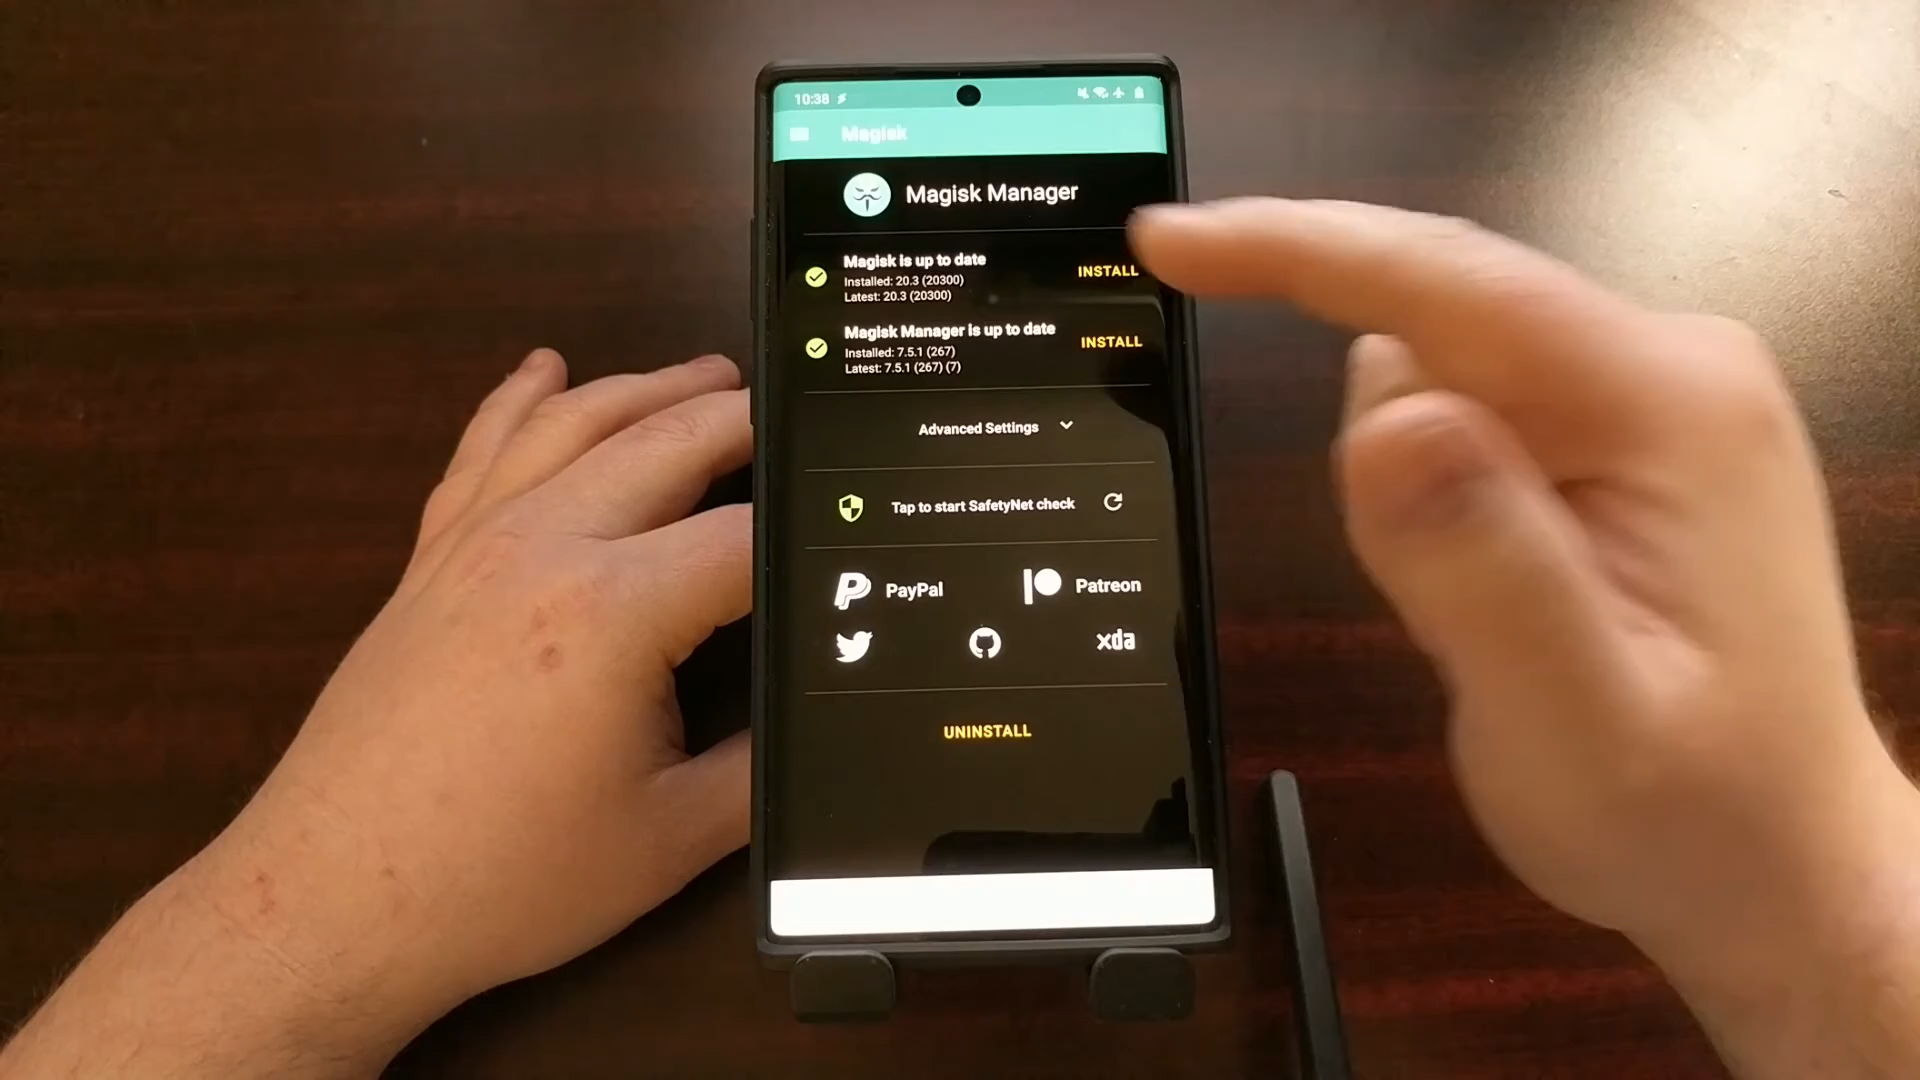 10:38
Magisk
Magisk Manager
Magisk is up to date
Installed: 20.3 (20300)
Latest: 20.3 (20300)
INSTALL
Magisk Manager is up to date
Installed: 7.5.1 (267)
Latest: 7.5.1 (267) (7)
INSTALL
Advanced Settings
Tap to start SafetyNet check
PayPal
Patreon
xda
UNINSTALL